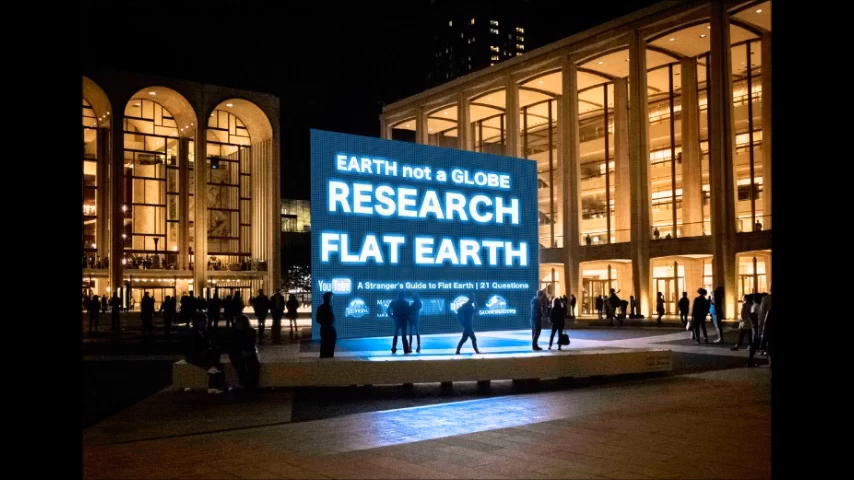 EARTH not a GLOBE
RESEARCH
FLAT EARTH
YouTube A Stranger's Guide to Flat Earth | 21 Questions